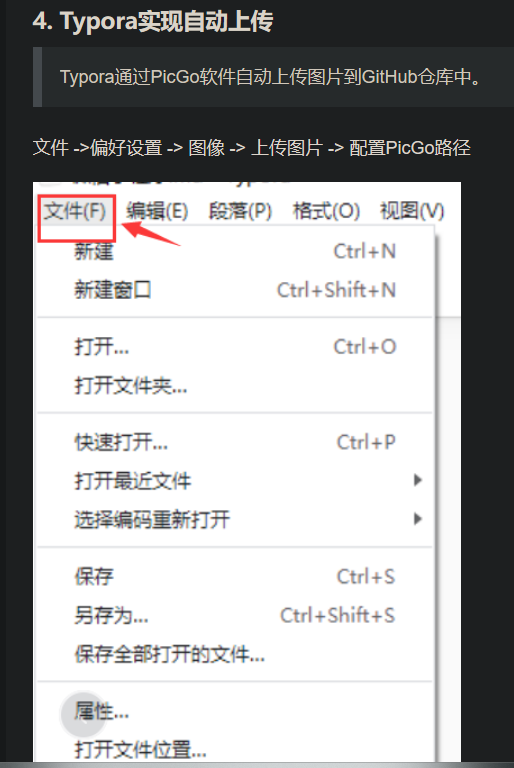 4. Typora实现自动上传
Typora通过PicGo软件自动上传图片到GitHub仓库中。
文件 ->偏好设置 -> 图像 -> 上传图片 -> 配置PicGo路径
文件(F) 编辑(E) 段落(P) 格式(O) 视图(V)
新建 Ctrl+N
新建窗口 Ctrl+Shift+N
打开... Ctrl+O
打开文件夹...
快速打开... Ctrl+P
打开最近文件
选择编码重新打开
保存 Ctrl+S
另存为... Ctrl+Shift+S
保存全部打开的文件...
属性...
打开文件位置...